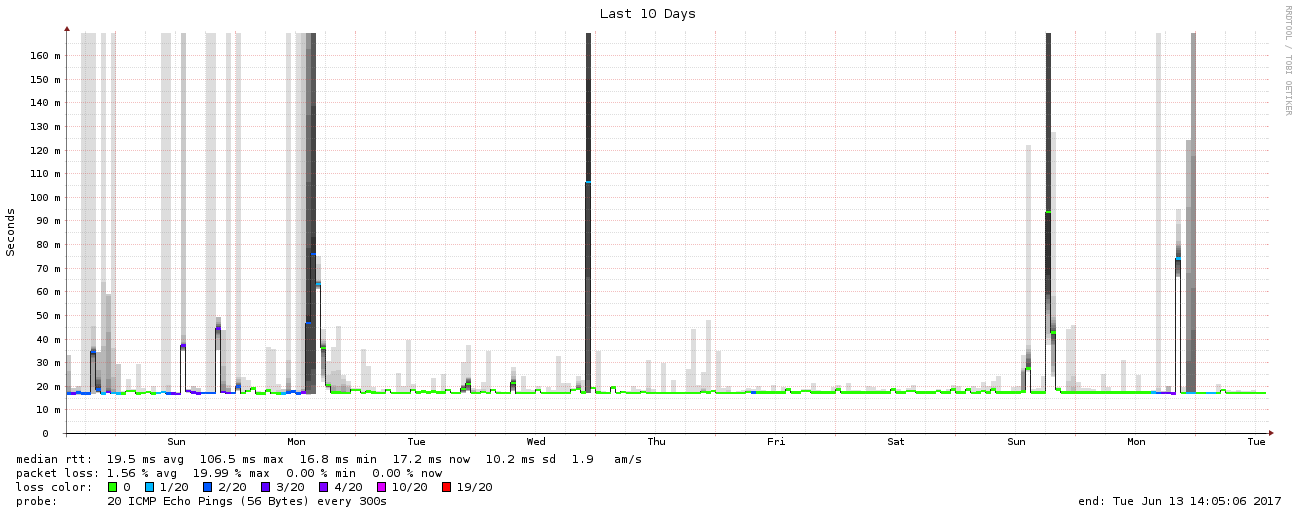 Last 10 Days
RRDTOOL / TOBI OETIKER
Seconds
160 m
150 m
140 m
130 m
120 m
110 m
100 m
90 m
80 m
70 m
60 m
50 m
40 m
30 m
20 m
10 m
0
Sun Mon Tue Wed Thu Fri Sat Sun Mon Tue
median rtt: 19.5 ms avg 106.5 ms max 16.8 ms min 17.2 ms now 10.2 ms sd 1.9 am/s
packet loss: 1.56 % avg 19.99 % max 0.00 % min 0.00 % now
loss color: 0 1/20 2/20 3/20 4/20 10/20 19/20
probe: 20 ICMP Echo Pings (56 Bytes) every 300s end: Tue Jun 13 14:05:06 2017